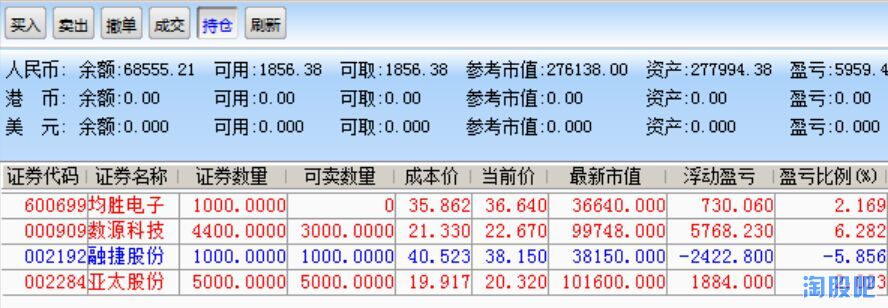 买入 卖出 撤单 成交 持仓 刷新
人民币: 余额:68555.21 可用:1856.38 可取:1856.38 参考市值:276138.00 资产:277994.38 盈亏:5959.4
港 币: 余额:0.00 可用:0.00 可取:0.00 参考市值:0.00 资产:0.00 盈亏:0.00
美 元: 余额:0.000 可用:0.000 可取:0.000 参考市值:0.000 资产:0.000 盈亏:0.000
证券代码 证券名称 证券数量 可卖数量 成本价 当前价 最新市值 浮动盈亏 盈亏比例(%)
600699 均胜电子 1000.0000 0 35.862 36.640 36640.000 730.060 2.169
000909 数源科技 4400.0000 3000.0000 21.330 22.670 99748.000 5768.230 6.282
002192 融捷股份 1000.0000 1000.0000 40.523 38.150 38150.000 -2422.800 -5.856
002284 亚太股份 5000.0000 5000.0000 19.917 20.320 101600.000 1884.000
淘股吧